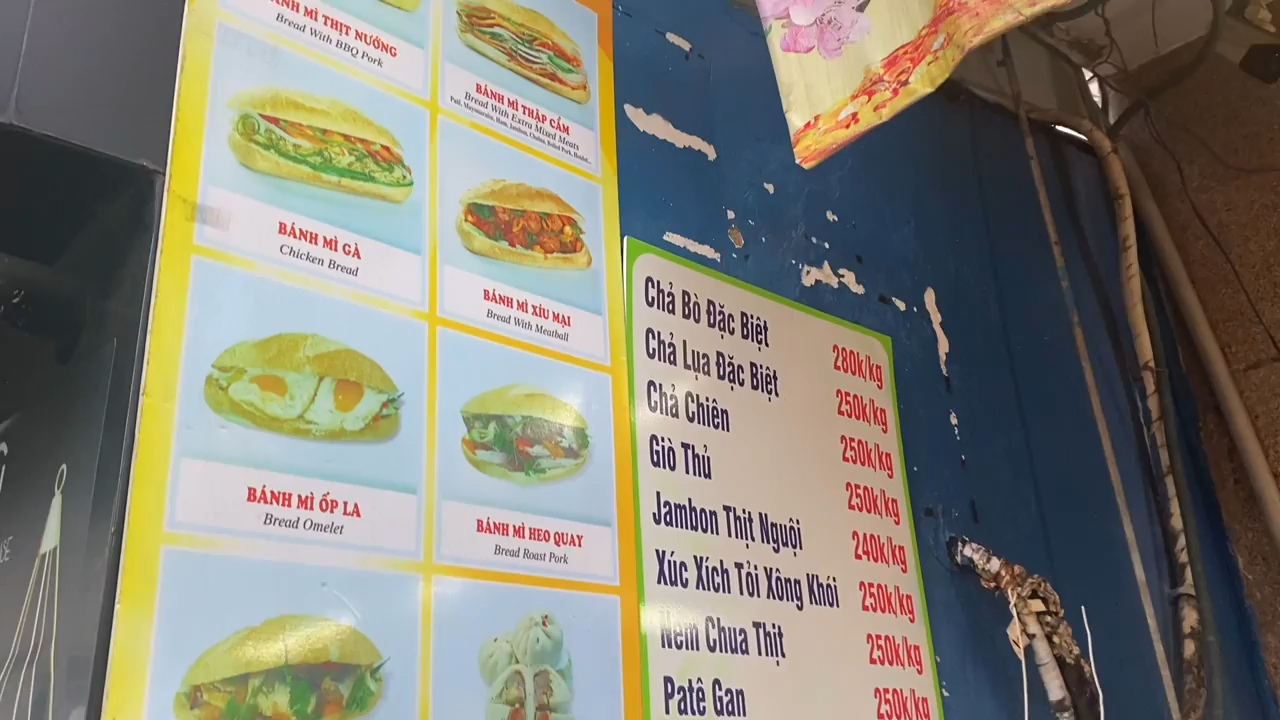 BÁNH MÌ THỊT NƯỚNG
Bread With BBQ Pork
BÁNH MÌ THẬP CẨM
Bread With Extra Mixed Meats
BÁNH MÌ GÀ
Chicken Bread
BÁNH MÌ XÍU MẠI
Bread With Meatball
BÁNH MÌ ỐP LA
Bread Omelet
BÁNH MÌ HEO QUAY
Bread Roast Pork
Chả Bò Đặc Biệt 280k/kg
Chả Lụa Đặc Biệt 250k/kg
Chả Chiên 250k/kg
Giò Thủ 250k/kg
Jambon Thịt Nguội 240k/kg
Xúc Xích Tỏi Xông Khói 250k/kg
Nem Chua Thịt 250k/kg
Patê Gan 250k/kg